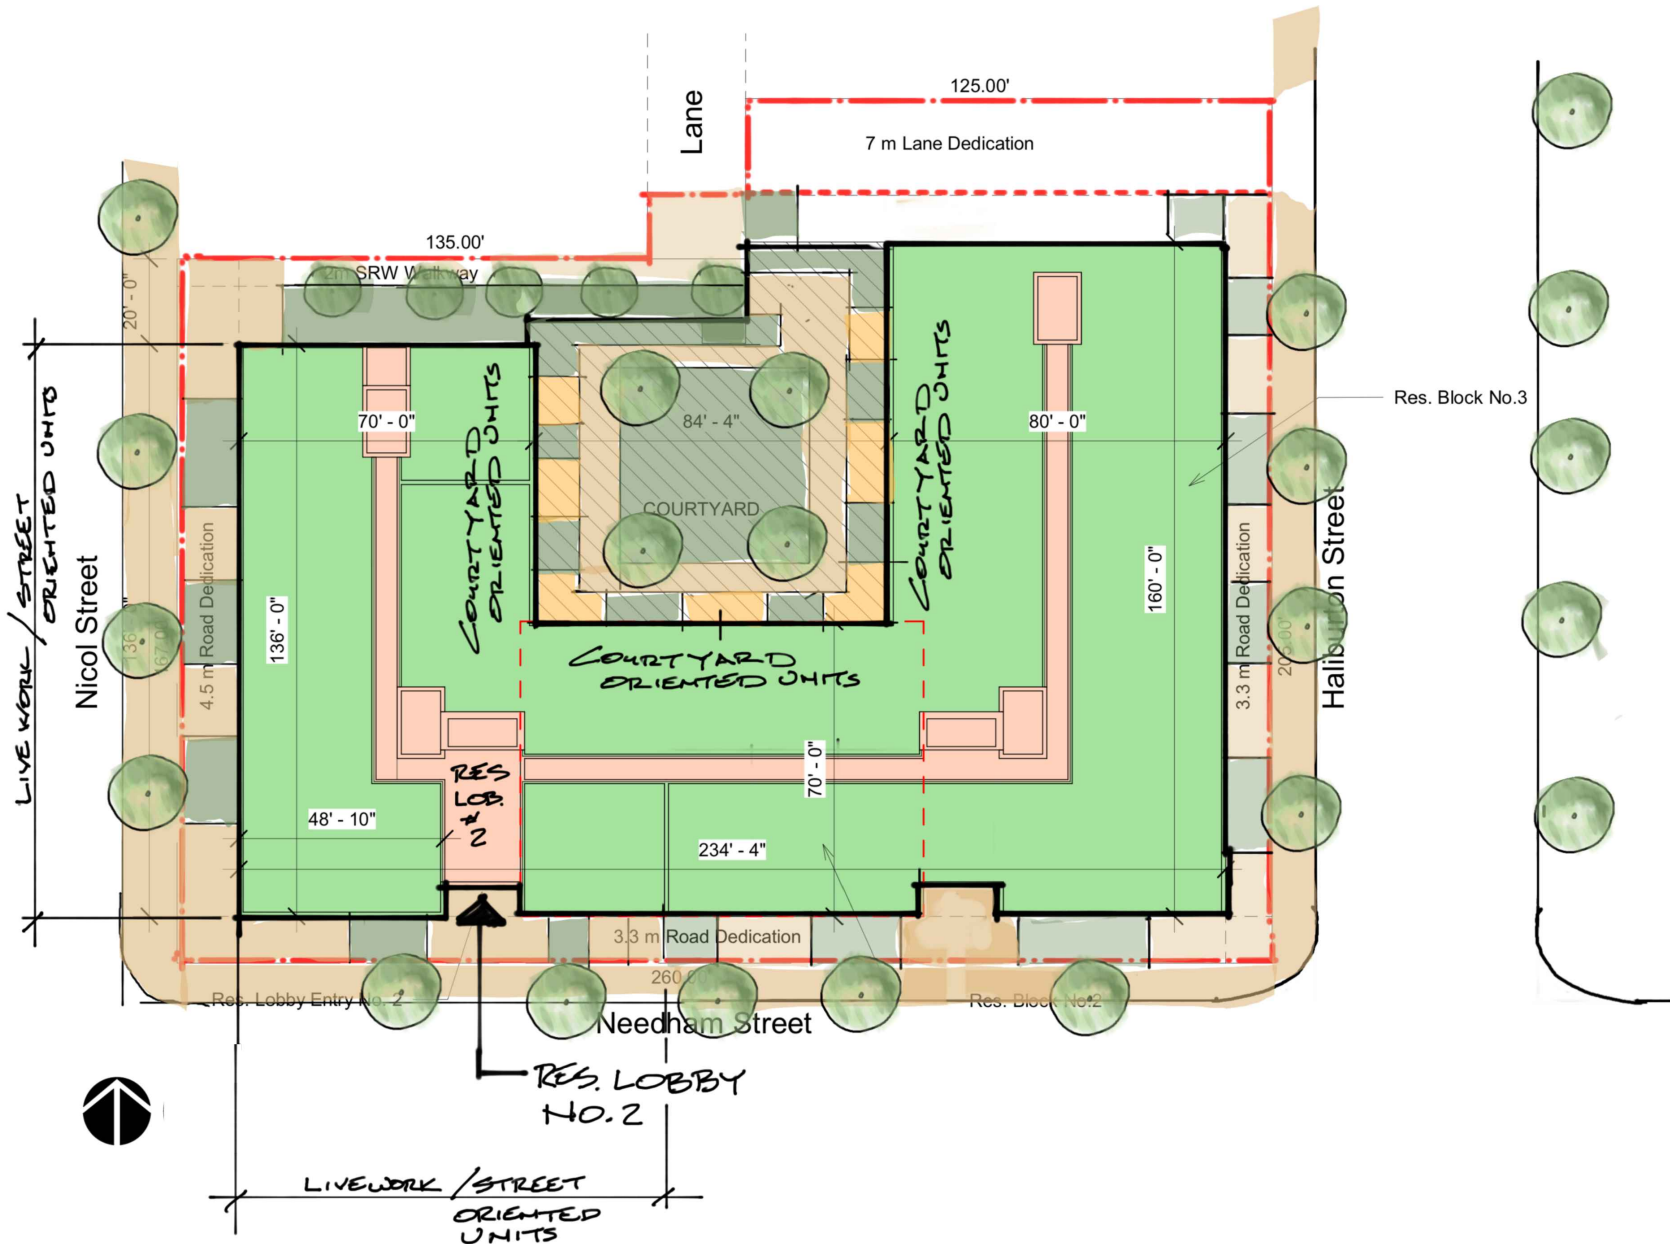 125.00'
Lane
7 m Lane Dedication
135.00'
2m SRW Walkway
20' - 0"
COURTYARD
ORIENTED UNITS
COURTYARD
ORIENTED UNITS
70' - 0"
84' - 4"
80' - 0"
Res. Block No.3
COURTYARD
LIVE WORK / STREET
ORIENTED UNITS
Nicol Street
4.5 m Road Dedication
136' - 0"
160' - 0"
3.3 m Road Dedication
Haliburton Street
COURTYARD
ORIENTED UNITS
70' - 0"
RES
LOB.
#
2
48' - 10"
234' - 4"
3.3 m Road Dedication
260.00'
Res. Lobby Entry No. 2
Res. Block No.2
Needham Street
RES. LOBBY
NO. 2
LIVEWORK / STREET
ORIENTED
UNITS